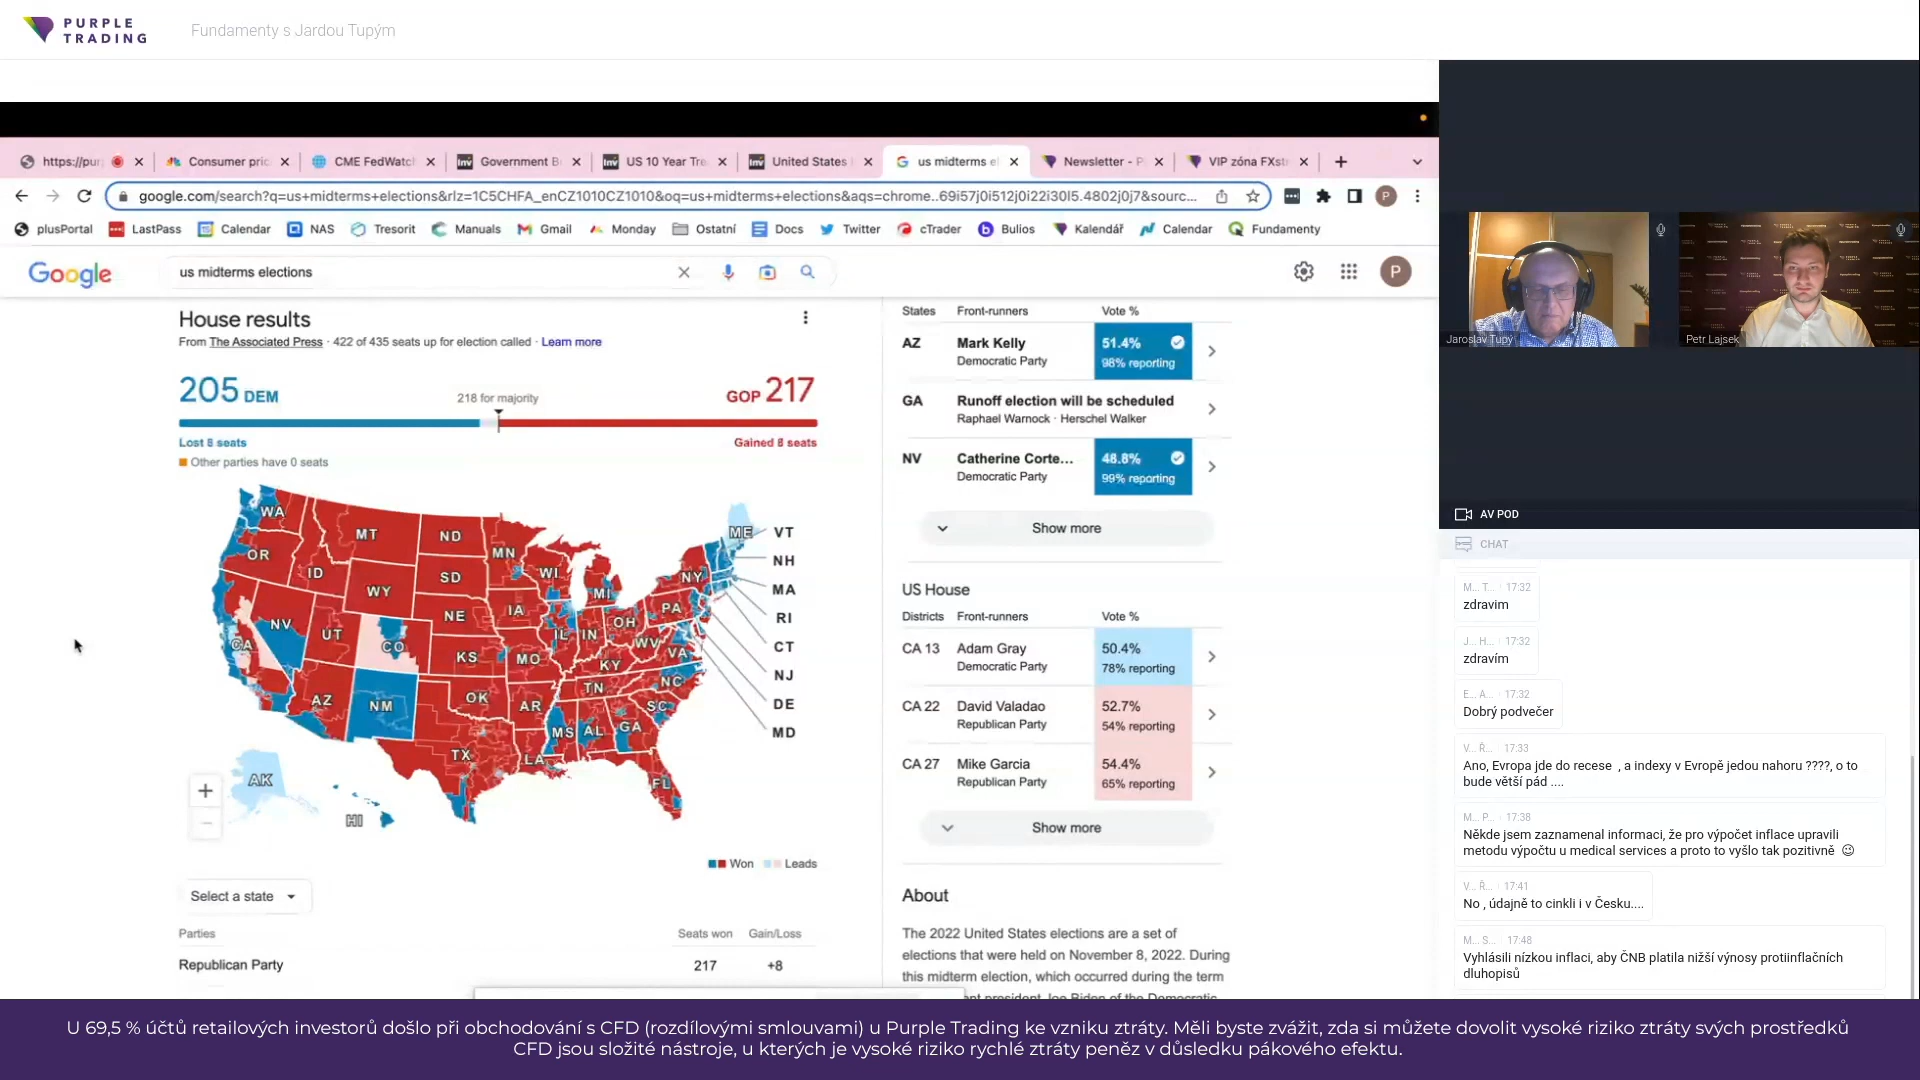 PURPLE
TRADING
Fundamenty s Jardou Tupým
https://pur
Consumer pric
CME FedWatch
Government B
US 10 Year Tre
United States
us midterms e
Newsletter - P
VIP zóna FXst
google.com/search?q=us+midterms+elections&rlz=1C5CHFA_enCZ1010CZ1010&oq=us+midterms+elections&aqs=chrome..69i57j0i512j0i22i30l5.4802j0j7&sourc...
P
plusPortal
LastPass
Calendar
NAS
Tresorit
Manuals
Gmail
Monday
Ostatní
Docs
Twitter
cTrader
Bulios
Kalendář
Calendar
Fundamenty
Google
us midterms elections
P
House results
From The Associated Press · 422 of 435 seats up for election called · Learn more
205 DEM
218 for majority
GOP 217
Lost 8 seats
Gained 8 seats
Other parties have 0 seats
WA
MT
ND
MN
ME
VT
OR
ID
SD
WI
NH
WY
MI
NY
MA
NE
IA
PA
RI
NV
UT
IL
IN
OH
CA
CO
WV
VA
CT
KS
MO
KY
NJ
AZ
NM
OK
AR
TN
NC
SC
DE
MS
AL
GA
MD
TX
LA
FL
AK
HI
+
−
Won
Leads
Select a state
Parties
Seats won
Gain/Loss
Republican Party
217
+8
States
Front-runners
Vote %
AZ
Mark Kelly
51.4%
Democratic Party
98% reporting
GA
Runoff election will be scheduled
Raphael Warnock · Herschel Walker
NV
Catherine Corte...
48.8%
Democratic Party
99% reporting
Show more
US House
Districts
Front-runners
Vote %
CA 13
Adam Gray
50.4%
Democratic Party
78% reporting
CA 22
David Valadao
52.7%
Republican Party
54% reporting
CA 27
Mike Garcia
54.4%
Republican Party
65% reporting
Show more
About
The 2022 United States elections are a set of
elections that were held on November 8, 2022. During
this midterm election, which occurred during the term
president Joe Biden of the Democratic
Jaroslav Tupý
Petr Lajsek
AV POD
CHAT
M... T... · 17:32
zdravim
J... H... · 17:32
zdravím
E... A... · 17:32
Dobrý podvečer
V... Ř... · 17:33
Ano, Evropa jde do recese , a indexy v Evropě jedou nahoru ????, o to
bude větší pád ....
M... P... · 17:38
Někde jsem zaznamenal informaci, že pro výpočet inflace upravili
metodu výpočtu u medical services a proto to vyšlo tak pozitivně 😉
V... Ř... · 17:41
No , údajně to cinkli i v Česku....
M... S... · 17:48
Vyhlásili nízkou inflaci, aby ČNB platila nižší výnosy protiinflačních
dluhopisů
U 69,5 % účtů retailových investorů došlo při obchodování s CFD (rozdílovými smlouvami) u Purple Trading ke vzniku ztráty. Měli byste zvážit, zda si můžete dovolit vysoké riziko ztráty svých prostředků
CFD jsou složité nástroje, u kterých je vysoké riziko rychlé ztráty peněz v důsledku pákového efektu.